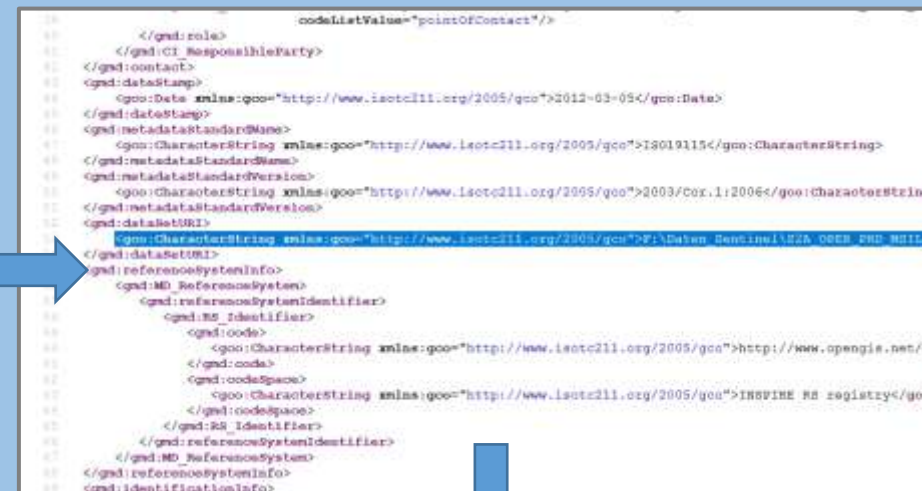 codeListValue="pointOfContact"/>
</gmd:role>
</gmd:CI_ResponsibleParty>
</gmd:contact>
<gmd:dateStamp>
<gco:Date xmlns:gco="http://www.isotc211.org/2005/gco">2012-03-05</gco:Date>
</gmd:dateStamp>
<gmd:metadataStandardName>
<gco:CharacterString xmlns:gco="http://www.isotc211.org/2005/gco">ISO19115</gco:CharacterString>
</gmd:metadataStandardName>
<gmd:metadataStandardVersion>
<gco:CharacterString xmlns:gco="http://www.isotc211.org/2005/gco">2003/Cor.1:2006</gco:CharacterStrin
</gmd:metadataStandardVersion>
<gmd:dataSetURI>
<gco:CharacterString xmlns:gco="http://www.isotc211.org/2005/gco">F:\Daten_Sentinel\S2A_OPER_PRD_MSIL
</gmd:dataSetURI>
<gmd:referenceSystemInfo>
<gmd:MD_ReferenceSystem>
<gmd:referenceSystemIdentifier>
<gmd:RS_Identifier>
<gmd:code>
<gco:CharacterString xmlns:gco="http://www.isotc211.org/2005/gco">http://www.opengis.net/
</gmd:code>
<gmd:codeSpace>
<gco:CharacterString xmlns:gco="http://www.isotc211.org/2005/gco">INSPIRE RS registry</gc
</gmd:codeSpace>
</gmd:RS_Identifier>
</gmd:referenceSystemIdentifier>
</gmd:MD_ReferenceSystem>
</gmd:referenceSystemInfo>
<gmd:identificationInfo>